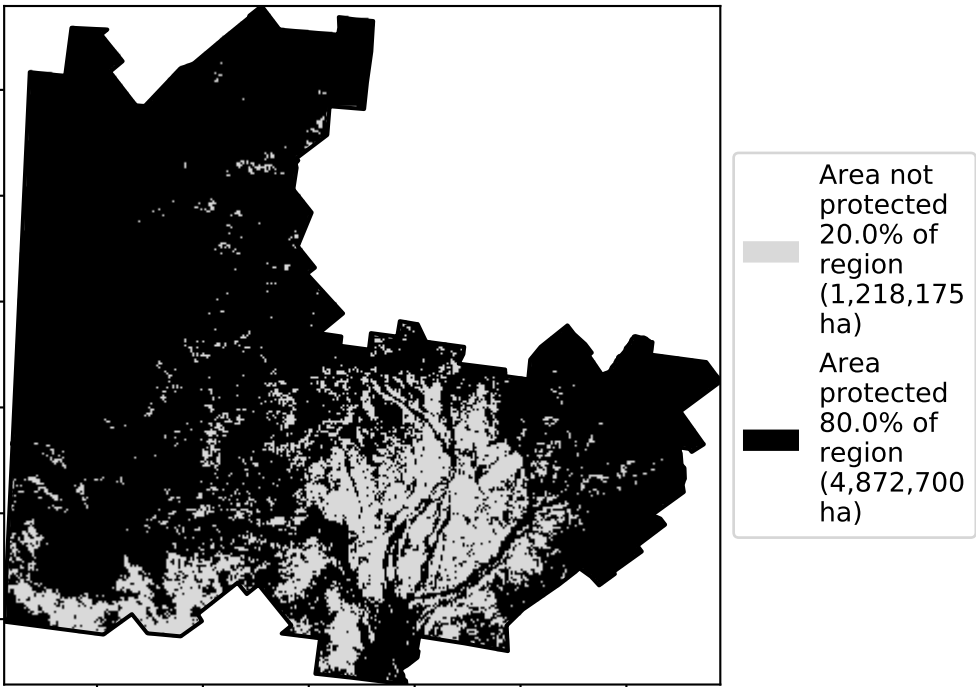 Area not
protected
20.0% of
region
(1,218,175
ha)
Area
protected
80.0% of
region
(4,872,700
ha)